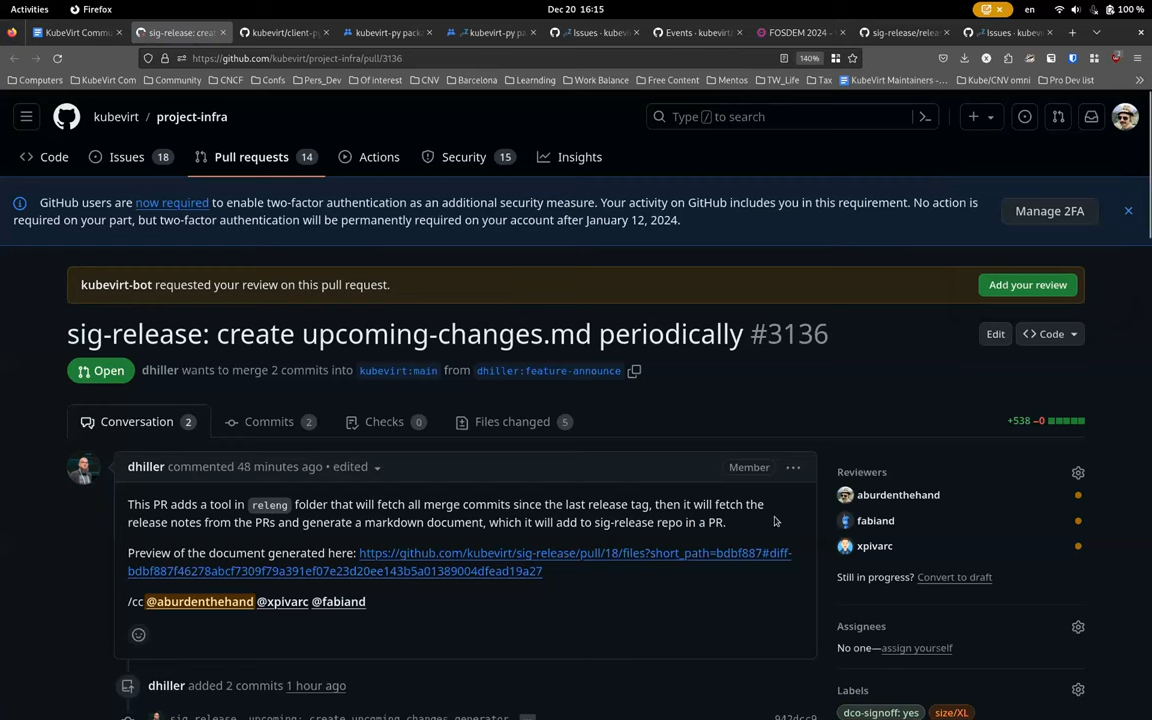 Activities
Firefox
Dec 20 16:15
en
100 %
KubeVirt Commu
sig-release: crea
kubevirt/client-py
kubevirt-py pack
kubevirt-py pa
Issues · kubevi
Events · kubevirt/
FOSDEM 2024 -
sig-release/relea
Issues · kubev
https://github.com/kubevirt/project-infra/pull/3136
140%
Computers
KubeVirt Com
Community
CNCF
Confs
Pers_Dev
Of interest
CNV
Barcelona
Learnding
Work Balance
Free Content
Mentos
TW_Life
Tax
KubeVirt Maintainers -...
Kube/CNV omni
Pro Dev list
kubevirt / project-infra
Type / to search
Code
Issues 18
Pull requests 14
Actions
Security 15
Insights
GitHub users are now required to enable two-factor authentication as an additional security measure. Your activity on GitHub includes you in this requirement. No action is
required on your part, but two-factor authentication will be permanently required on your account after January 12, 2024.
Manage 2FA
kubevirt-bot requested your review on this pull request.
Add your review
sig-release: create upcoming-changes.md periodically #3136
Edit
Code
Open
dhiller wants to merge 2 commits into kubevirt:main from dhiller:feature-announce
Conversation 2
Commits 2
Checks 0
Files changed 5
+538 −0
dhiller commented 48 minutes ago • edited
Member
This PR adds a tool in releng folder that will fetch all merge commits since the last release tag, then it will fetch the
release notes from the PRs and generate a markdown document, which it will add to sig-release repo in a PR.
Preview of the document generated here: https://github.com/kubevirt/sig-release/pull/18/files?short_path=bdbf887#diff-
bdbf887f46278abcf7309f79a391ef07e23d20ee143b5a01389004dfead19a27
/cc @aburdenthehand @xpivarc @fabiand
dhiller added 2 commits 1 hour ago
sig-release, upcoming: create upcoming changes generator
942dcc9
Reviewers
aburdenthehand
fabiand
xpivarc
Still in progress? Convert to draft
Assignees
No one—assign yourself
Labels
dco-signoff: yes
size/XL